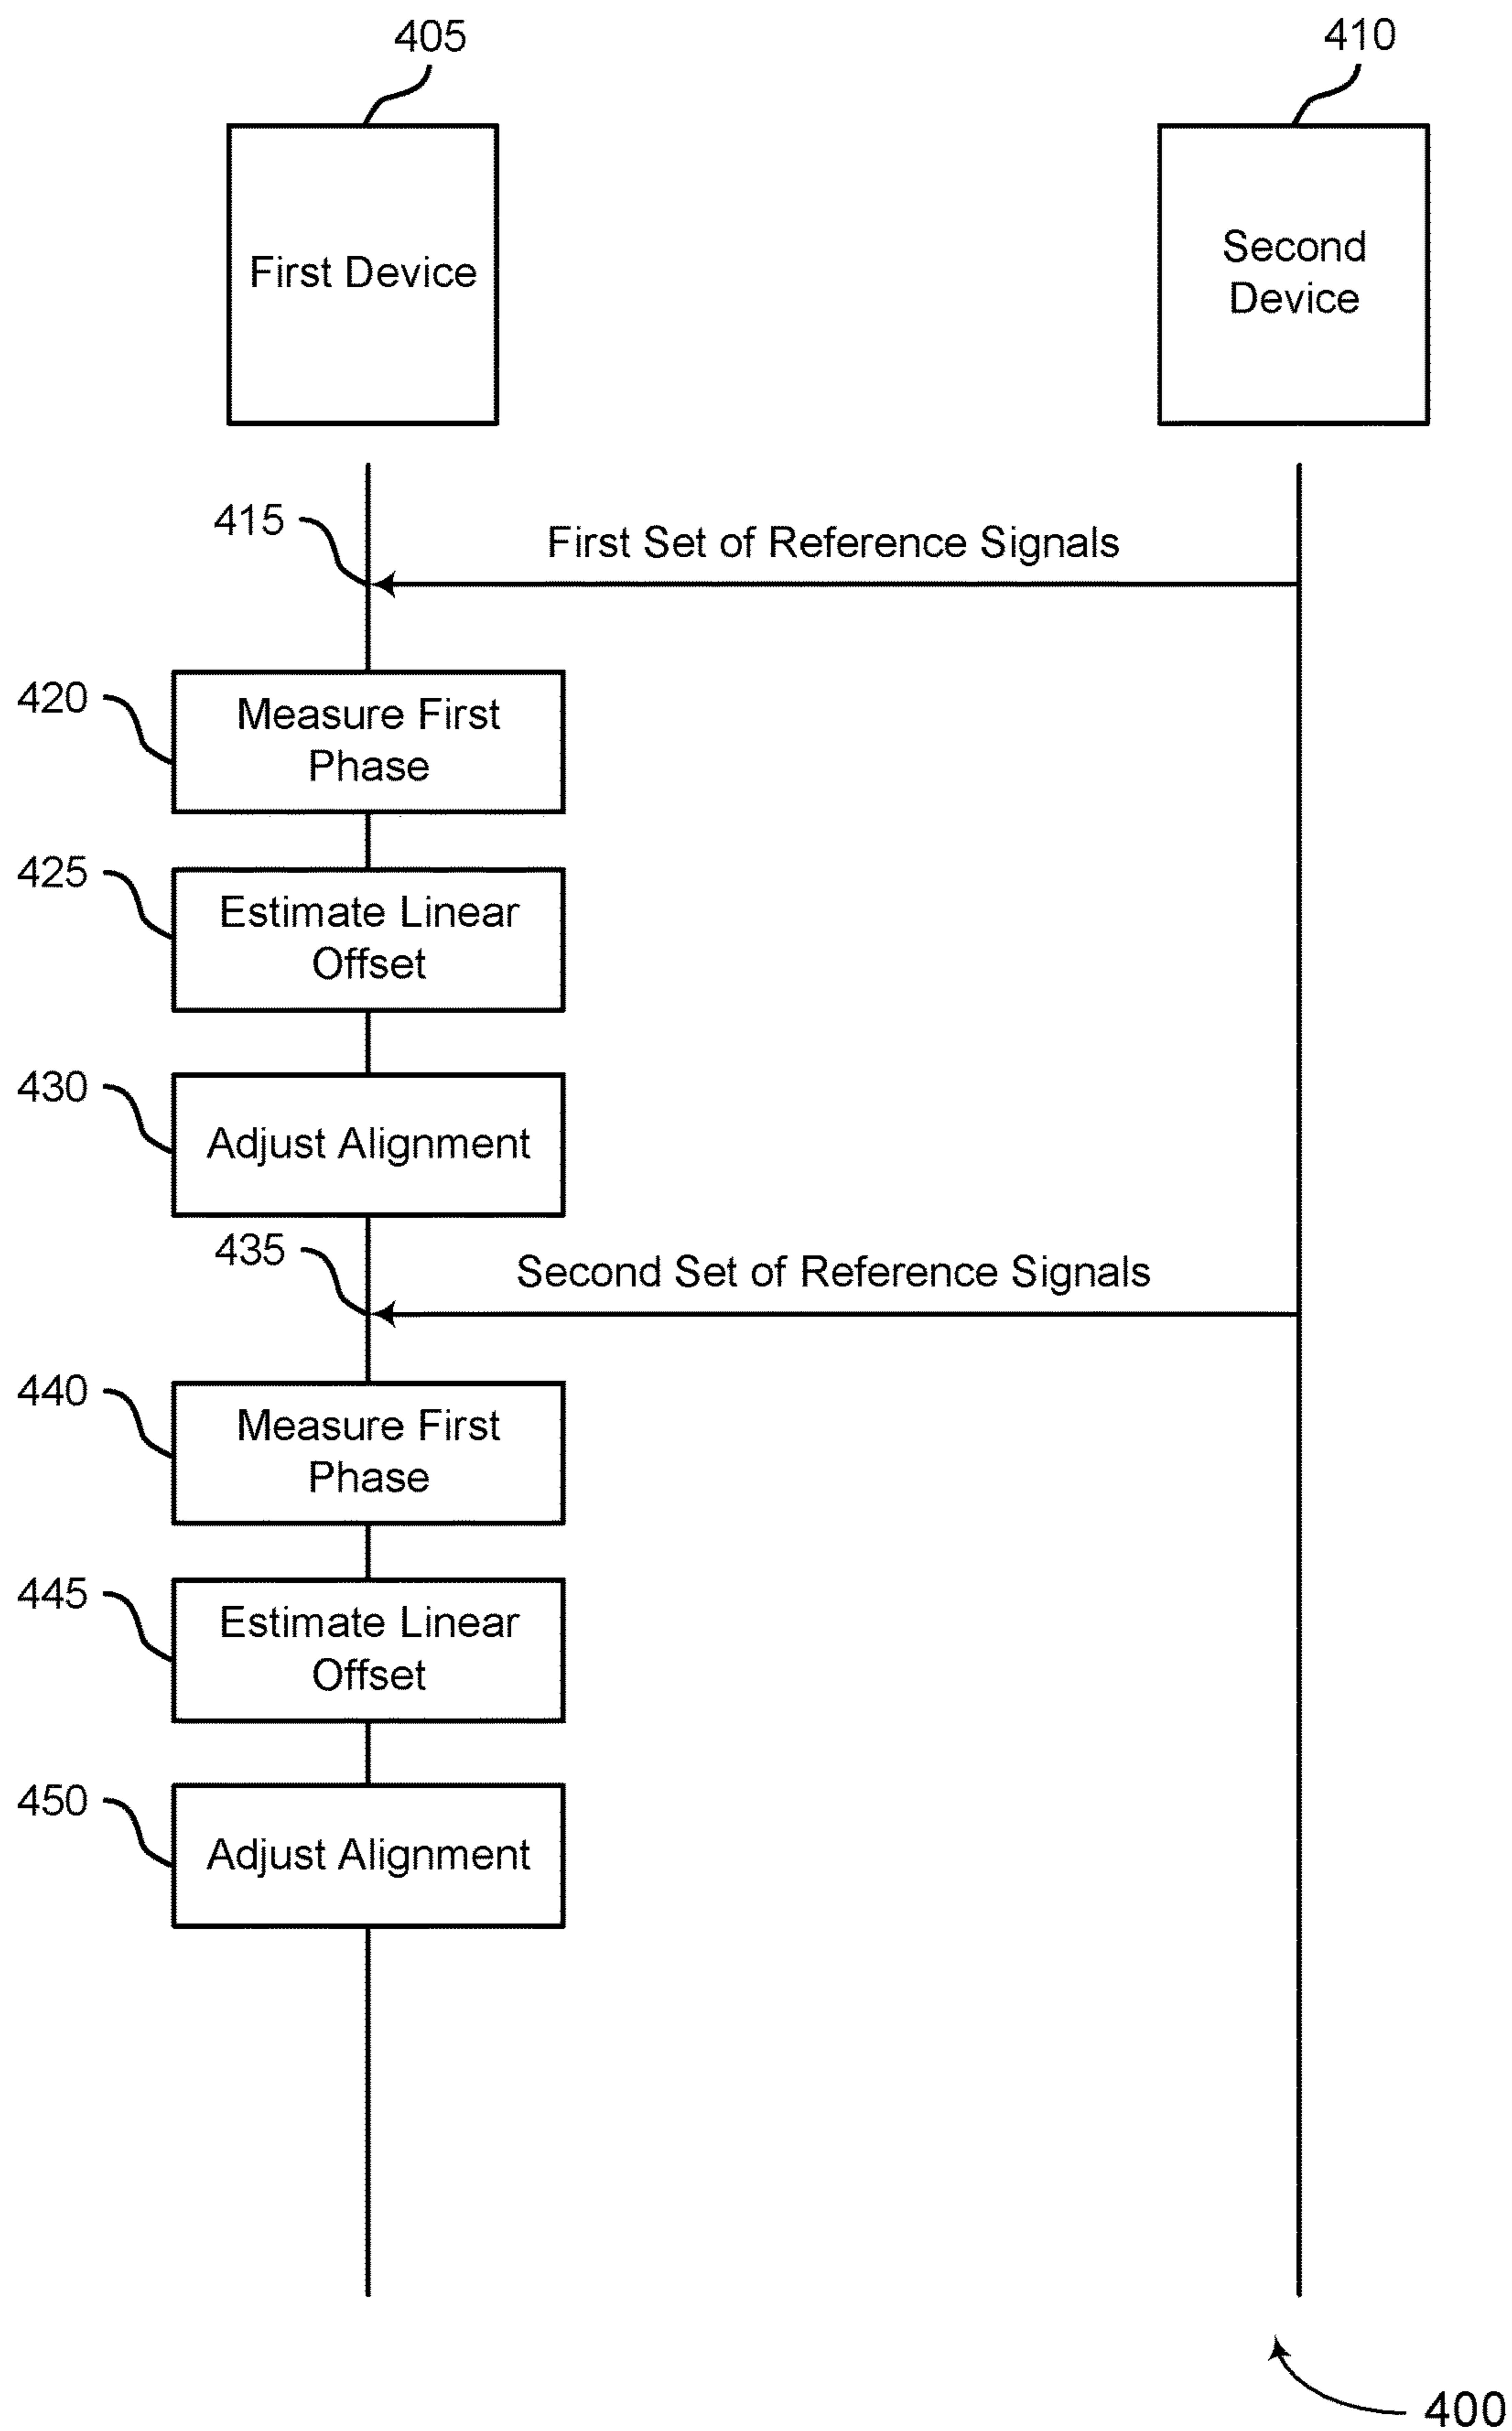 405
410
First Device
Second
Device
415
First Set of Reference Signals
420
Measure First
Phase
425
Estimate Linear
Offset
430
Adjust Alignment
435
Second Set of Reference Signals
440
Measure First
Phase
445
Estimate Linear
Offset
450
Adjust Alignment
400